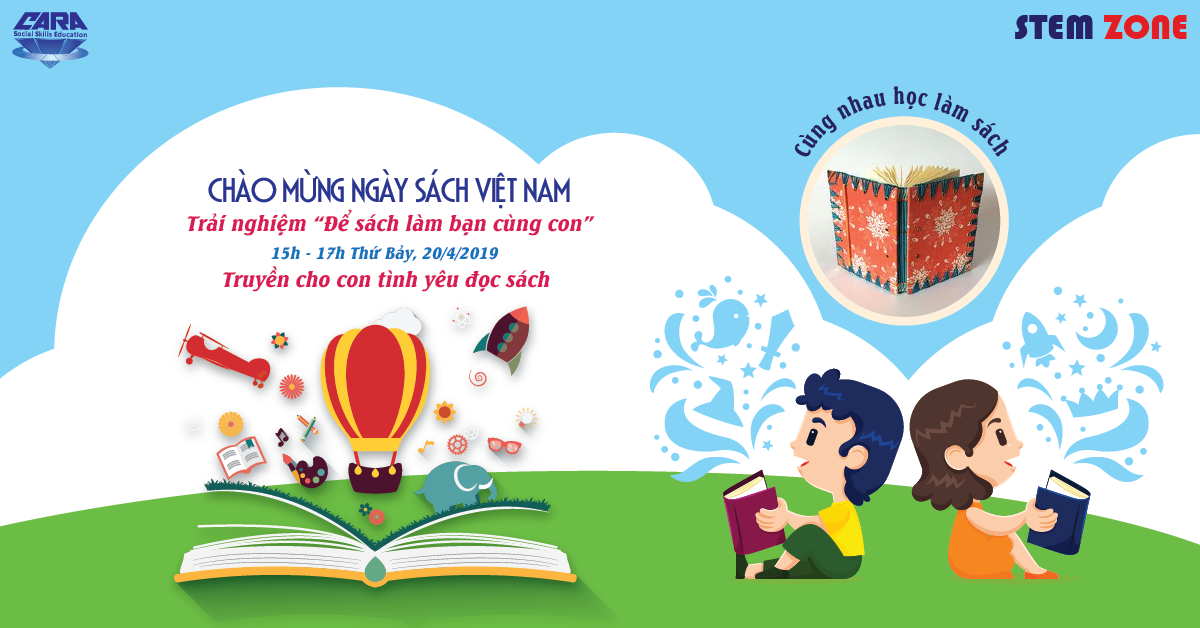 CARA
Social Skills Education
STEM ZONE
Cùng nhau học làm sách
CHÀO MỪNG NGÀY SÁCH VIỆT NAM
Trải nghiệm “Để sách làm bạn cùng con”
15h - 17h Thứ Bảy, 20/4/2019
Truyền cho con tình yêu đọc sách